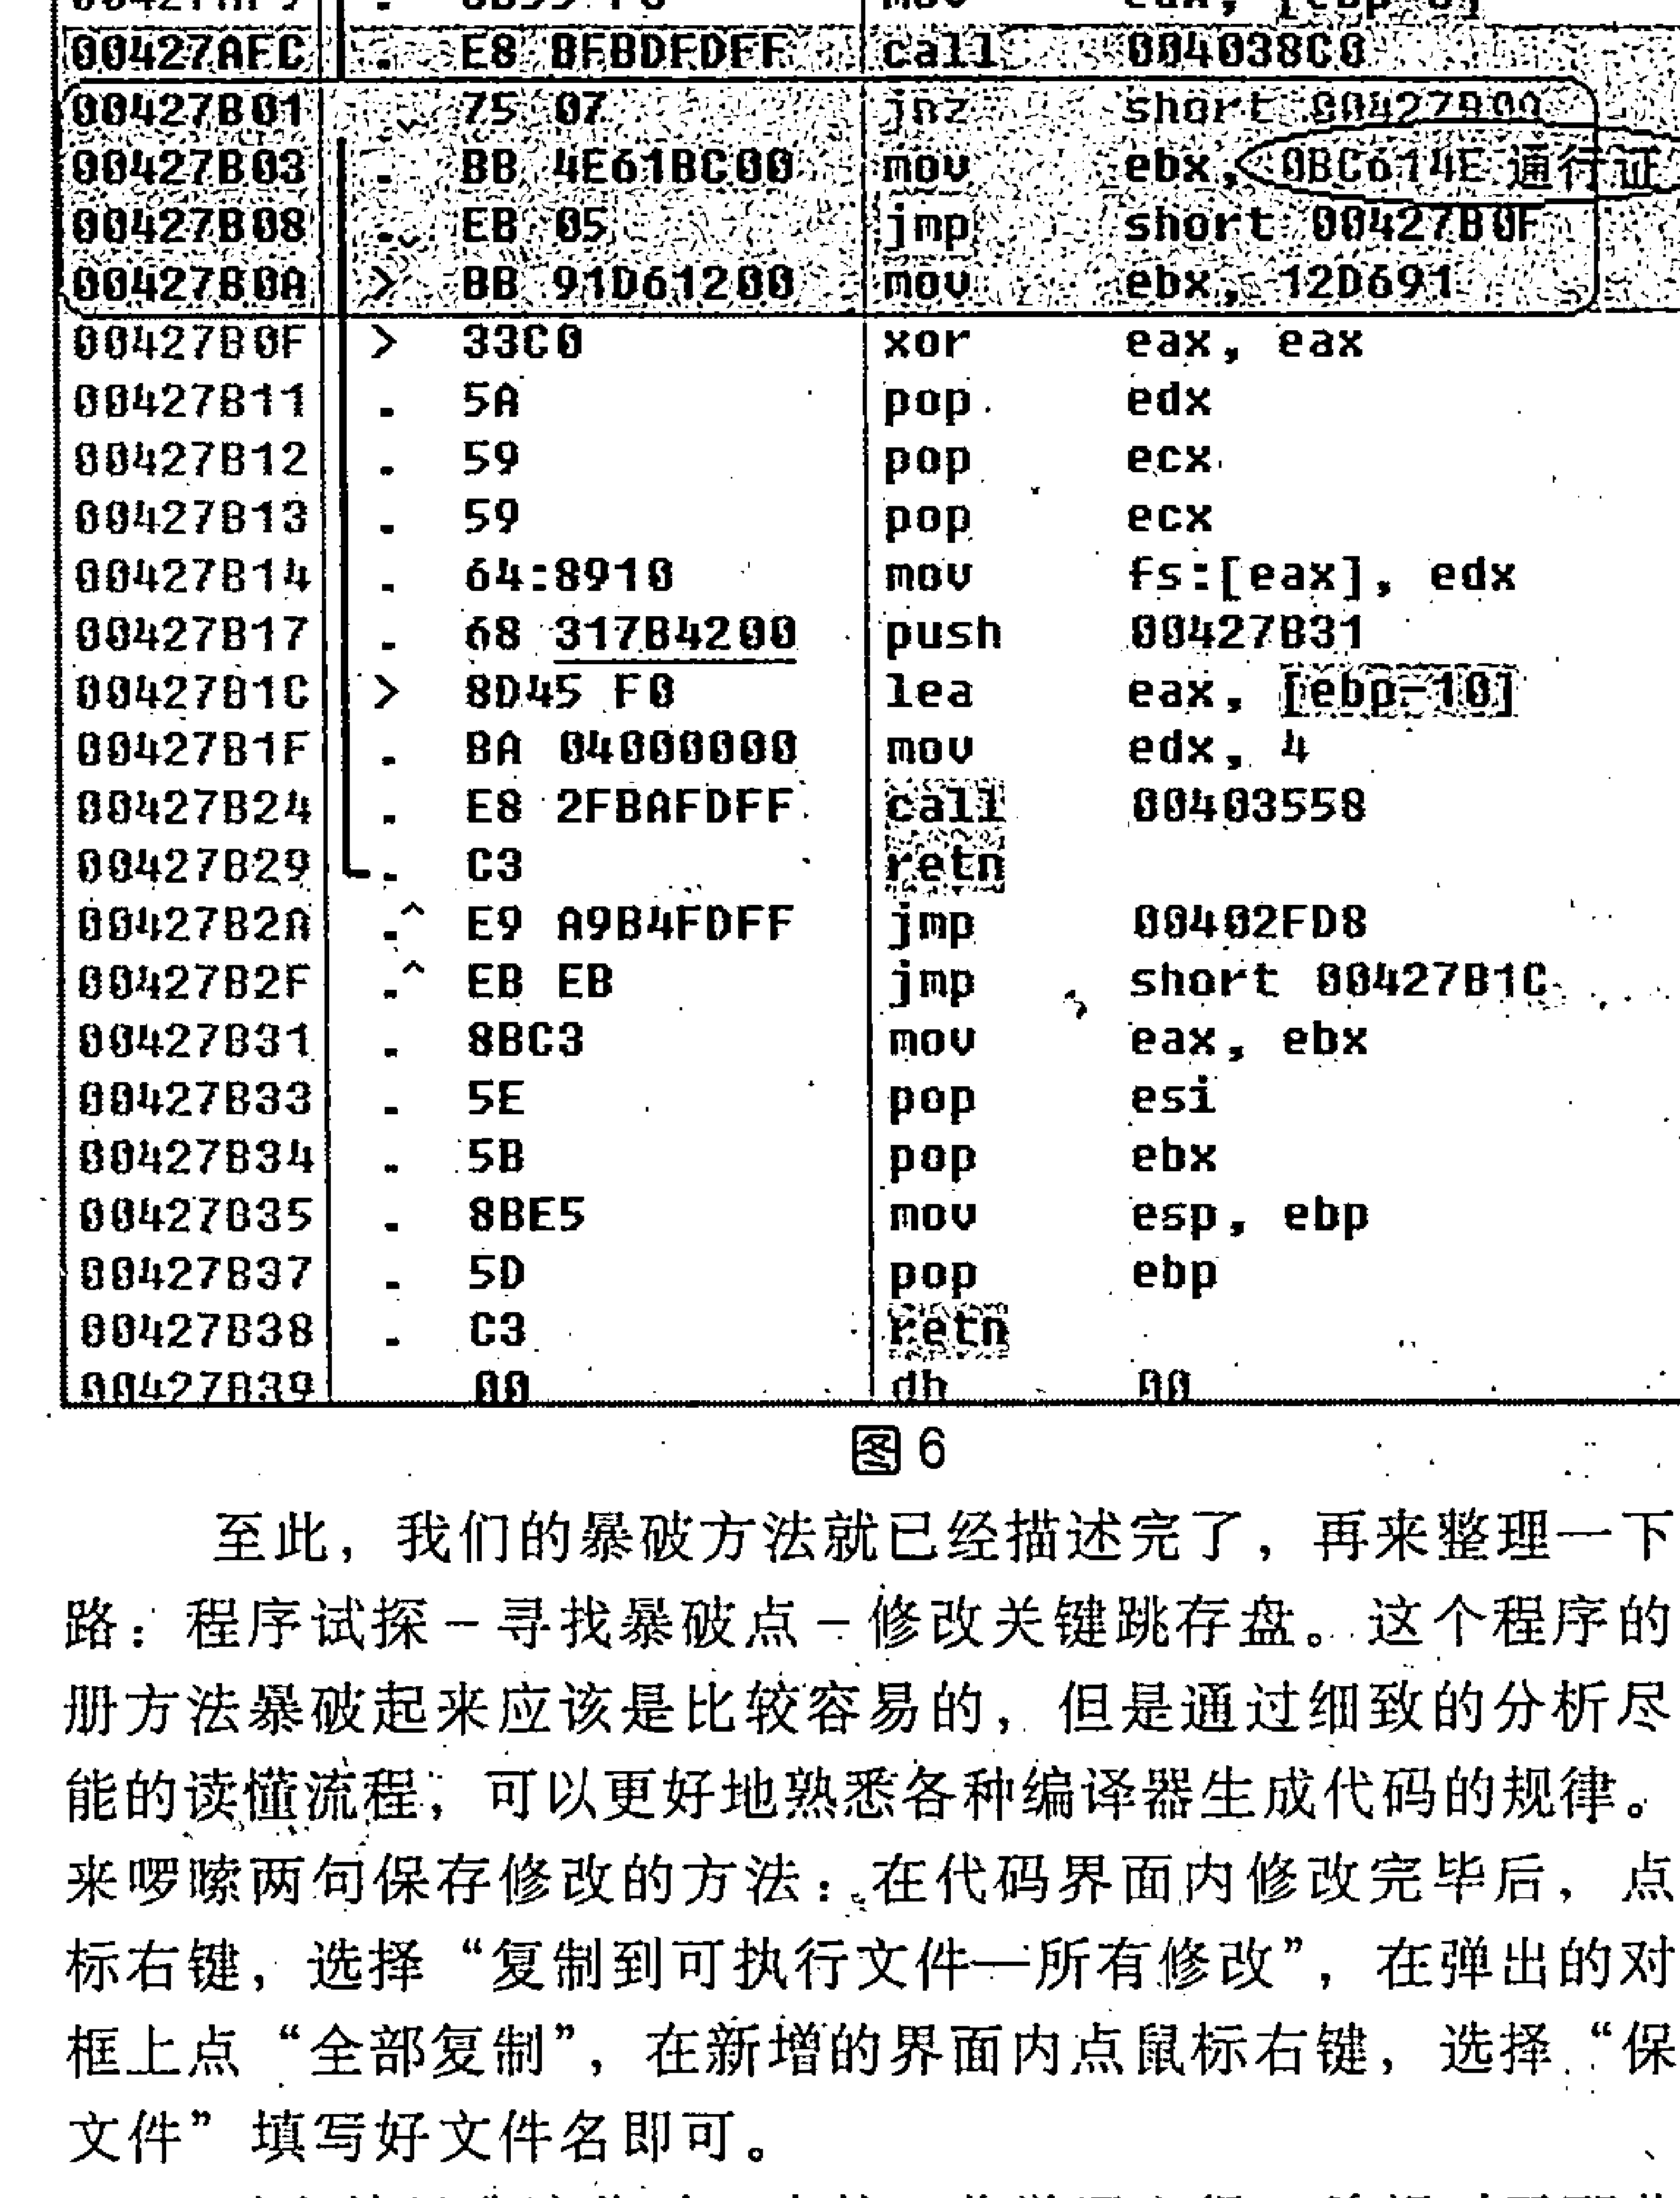 00427AFC . E8 BFBDFDFF call 004038C0
00427B01 75 07 jnz short 00427B0A
00427B03 . BB 4E61BC00 mov ebx, 0BC614E 通行证
00427B08 . EB 05 jmp short 00427B0F
00427B0A > BB 91D61200 mov ebx, 12D691
00427B0F > 33C0 xor eax, eax
00427B11 . 5A pop edx
00427B12 . 59 pop ecx
00427B13 . 59 pop ecx
00427B14 . 64:8910 mov fs:[eax], edx
00427B17 . 68 317B4200 push 00427B31
00427B1C > 8D45 F0 lea eax, [ebp-10]
00427B1F . BA 04000000 mov edx, 4
00427B24 . E8 2FBAFDFF call 00403558
00427B29 . C3 retn
00427B2A .^ E9 A9B4FDFF jmp 00402FD8
00427B2F .^ EB EB jmp short 00427B1C
00427B31 . 8BC3 mov eax, ebx
00427B33 . 5E pop esi
00427B34 . 5B pop ebx
00427B35 . 8BE5 mov esp, ebp
00427B37 . 5D pop ebp
00427B38 . C3 retn
00427B39 00 db 00
图 6
至此，我们的暴破方法就已经描述完了，再来整理一下
路：程序试探－寻找暴破点－修改关键跳存盘。这个程序的
册方法暴破起来应该是比较容易的，但是通过细致的分析尽
能的读懂流程，可以更好地熟悉各种编译器生成代码的规律。
来啰嗦两句保存修改的方法：在代码界面内修改完毕后，点
标右键，选择“复制到可执行文件—所有修改”，在弹出的对
框上点“全部复制”，在新增的界面内点鼠标右键，选择“保
文件”填写好文件名即可。